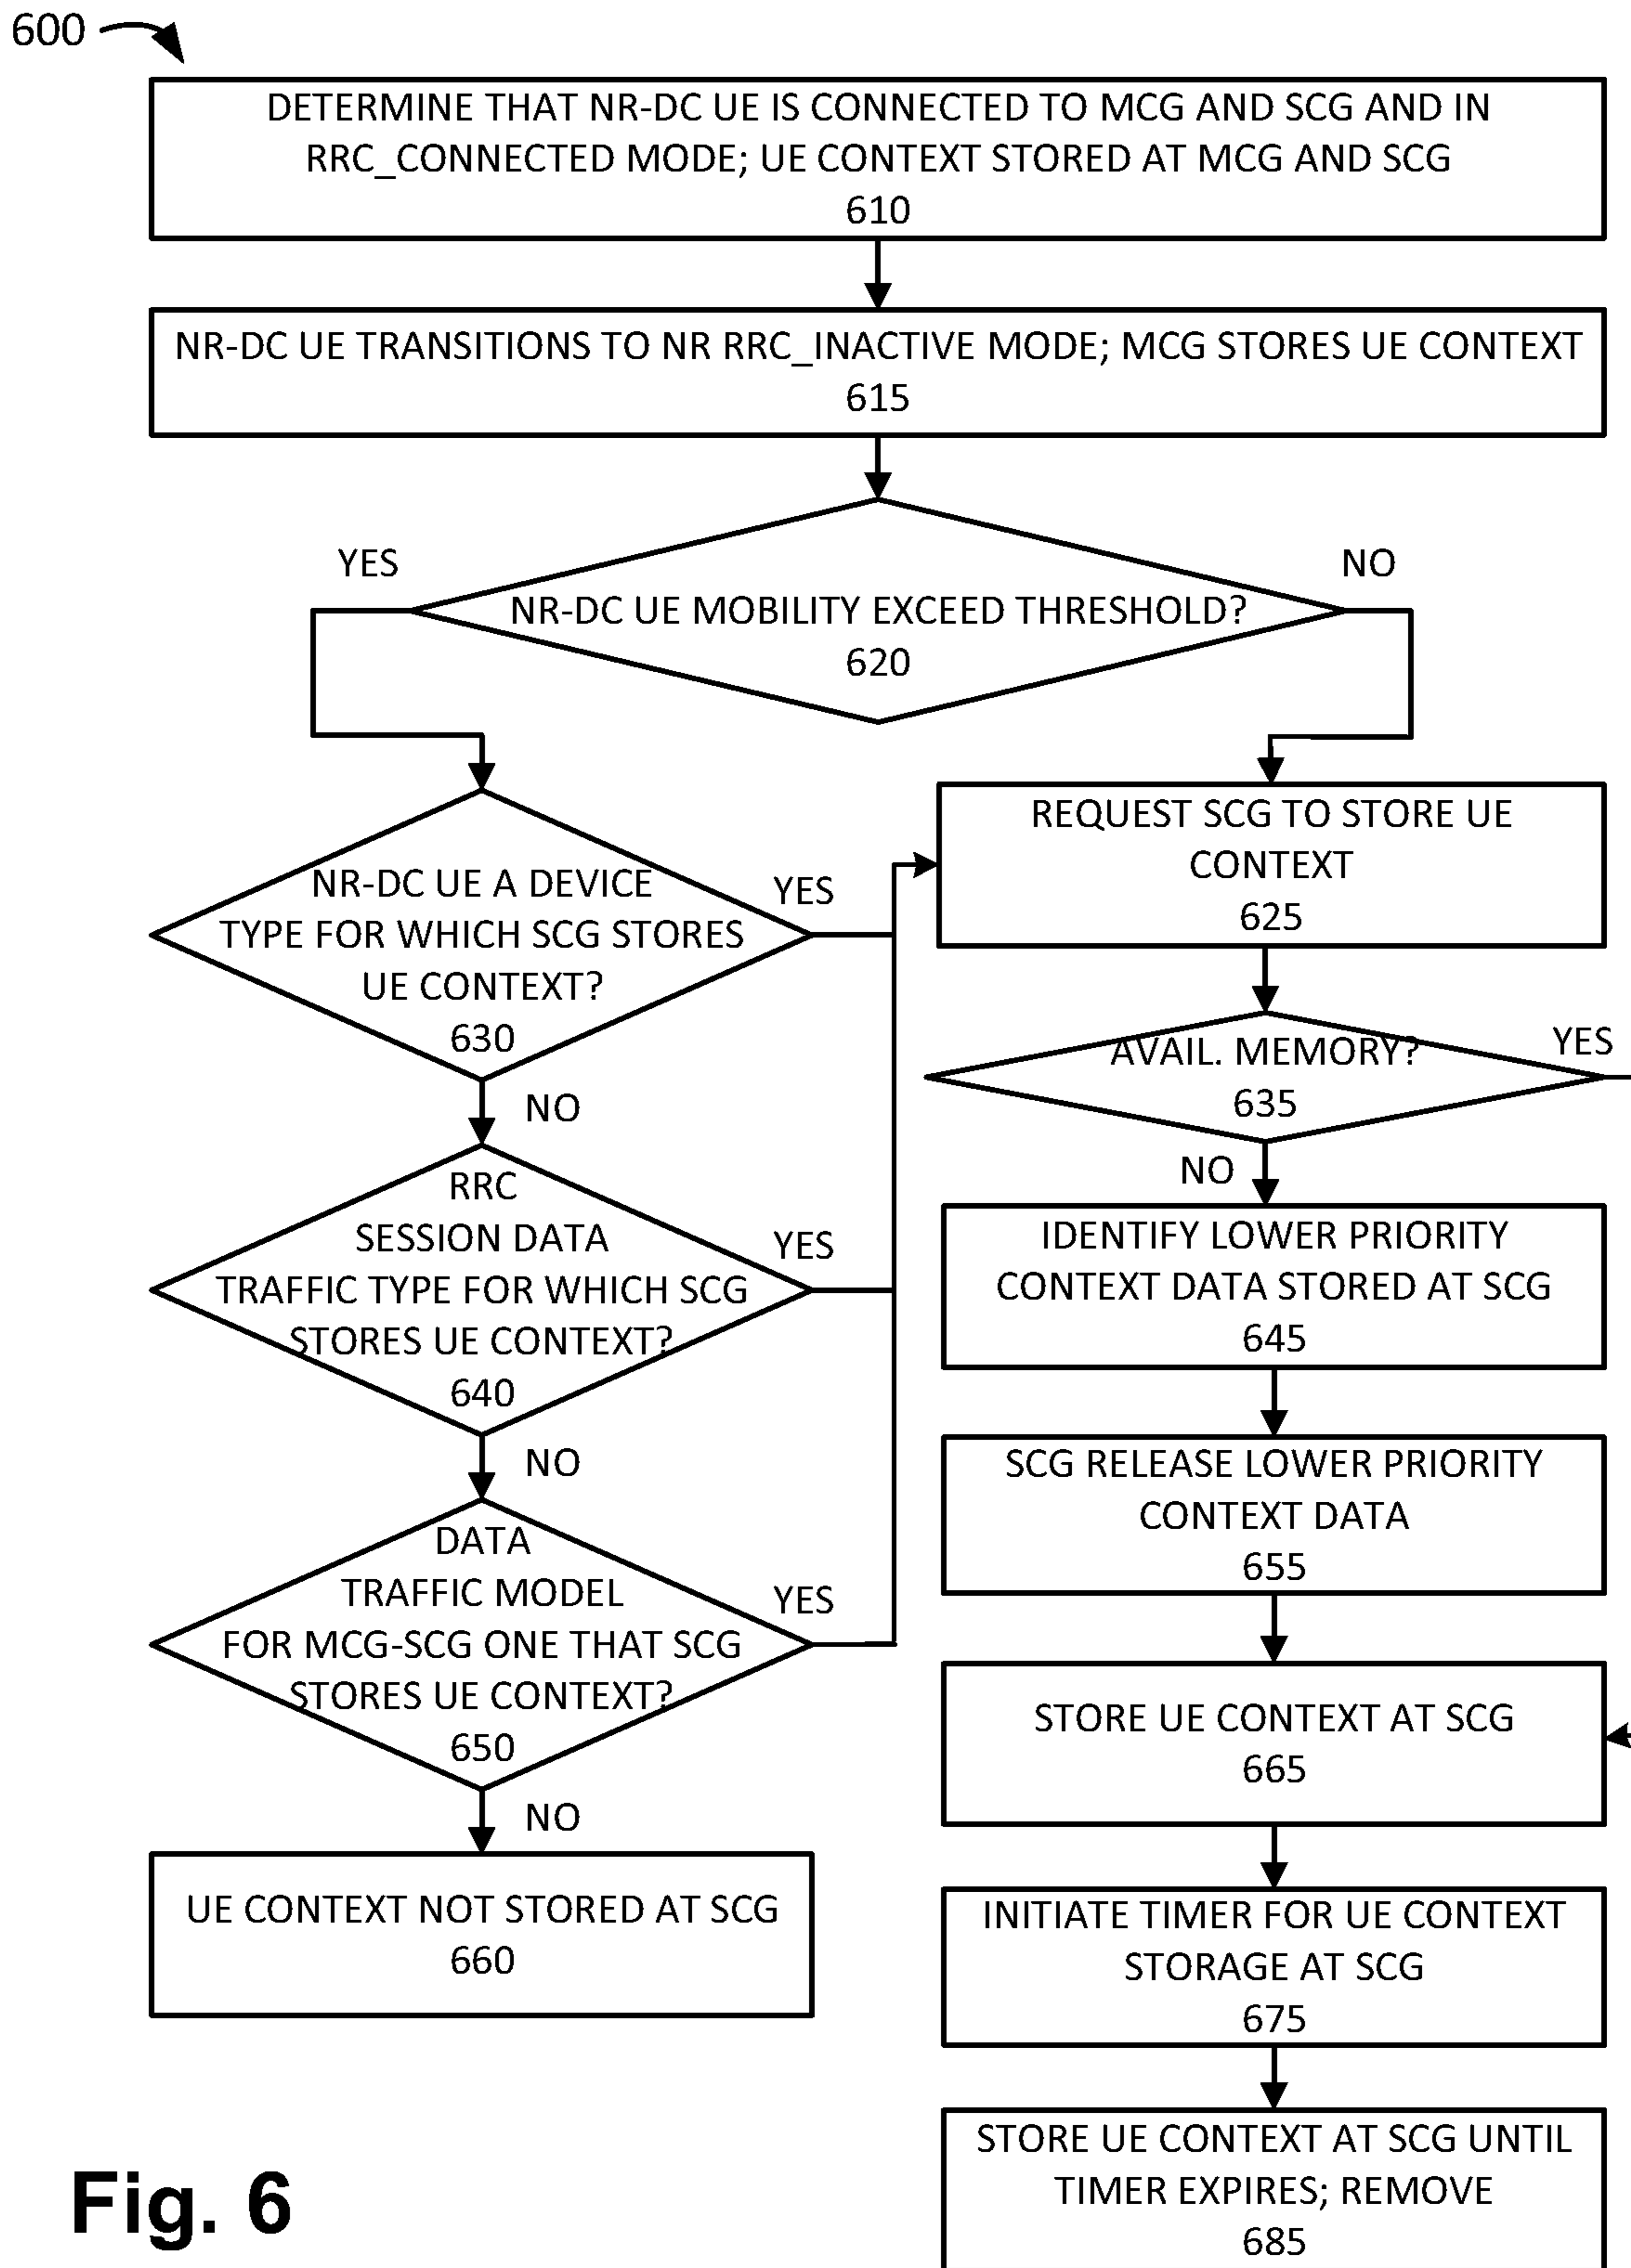 600
DETERMINE THAT NR-DC UE IS CONNECTED TO MCG AND SCG AND IN
RRC_CONNECTED MODE; UE CONTEXT STORED AT MCG AND SCG
610
NR-DC UE TRANSITIONS TO NR RRC_INACTIVE MODE; MCG STORES UE CONTEXT
615
YES
NO
NR-DC UE MOBILITY EXCEED THRESHOLD?
620
NR-DC UE A DEVICE
TYPE FOR WHICH SCG STORES
UE CONTEXT?
630
YES
NO
RRC
SESSION DATA
TRAFFIC TYPE FOR WHICH SCG
STORES UE CONTEXT?
640
YES
NO
DATA
TRAFFIC MODEL
FOR MCG-SCG ONE THAT SCG
STORES UE CONTEXT?
650
YES
NO
UE CONTEXT NOT STORED AT SCG
660
REQUEST SCG TO STORE UE
CONTEXT
625
AVAIL. MEMORY?
635
YES
NO
IDENTIFY LOWER PRIORITY
CONTEXT DATA STORED AT SCG
645
SCG RELEASE LOWER PRIORITY
CONTEXT DATA
655
STORE UE CONTEXT AT SCG
665
INITIATE TIMER FOR UE CONTEXT
STORAGE AT SCG
675
STORE UE CONTEXT AT SCG UNTIL
TIMER EXPIRES; REMOVE
685
Fig. 6